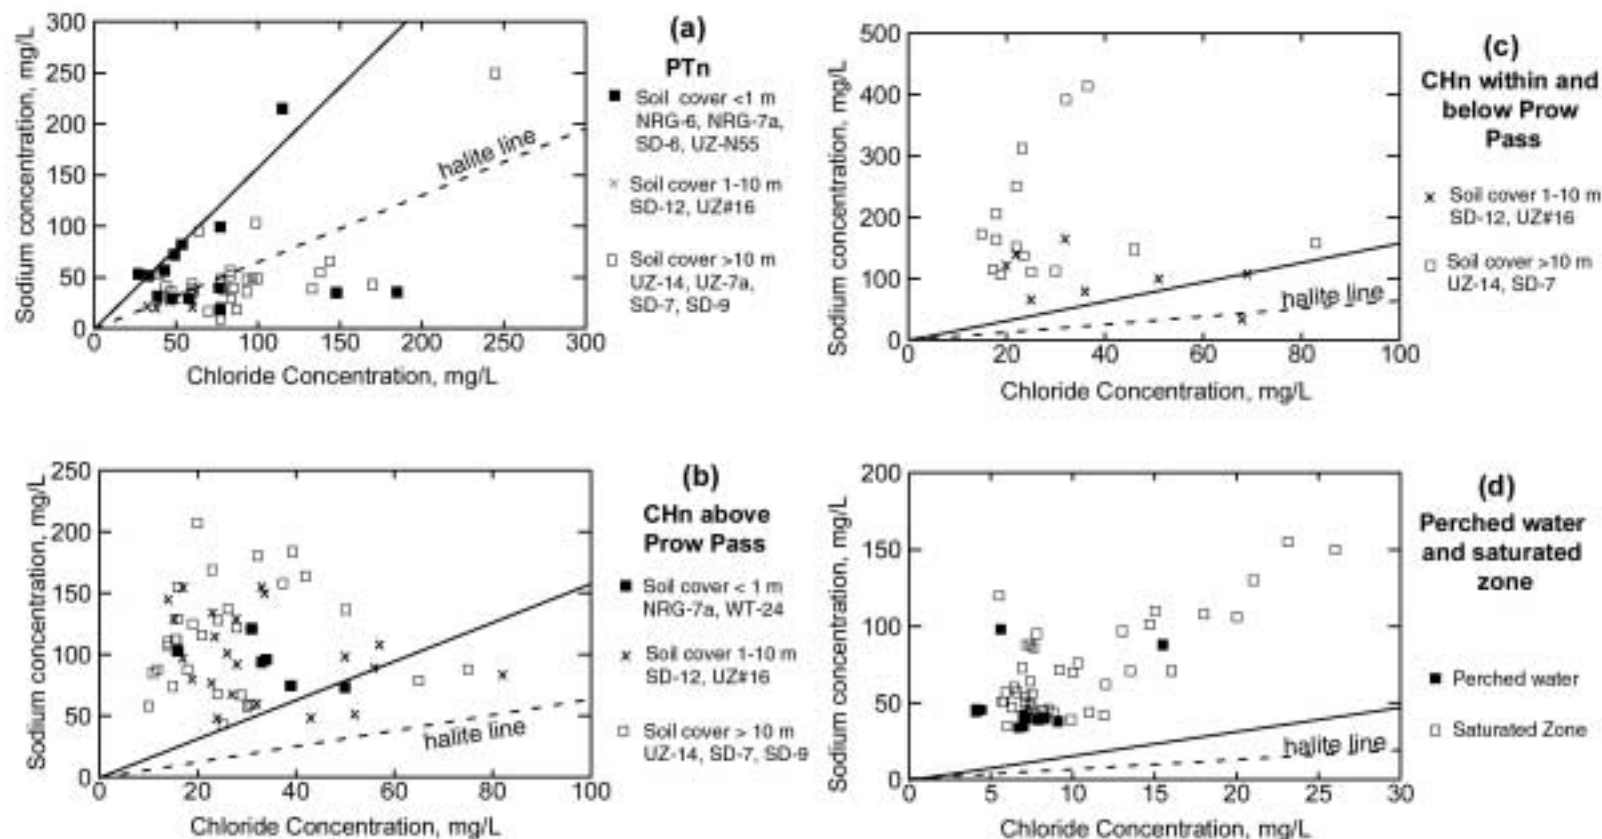 (a)
PTn
Soil cover <1 m
NRG-6, NRG-7a,
SD-6, UZ-N55
Soil cover 1-10 m
SD-12, UZ#16
Soil cover >10 m
UZ-14, UZ-7a,
SD-7, SD-9
Sodium concentration, mg/L
300
250
200
150
100
50
0
halite line
0 50 100 150 200 250 300
Chloride Concentration, mg/L
(c)
CHn within and
below Prow
Pass
Soil cover 1-10 m
SD-12, UZ#16
Soil cover >10 m
UZ-14, SD-7
Sodium concentration, mg/L
500
400
300
200
100
0
halite line
0 20 40 60 80 100
Chloride Concentration, mg/L
(b)
CHn above
Prow Pass
Soil cover < 1 m
NRG-7a, WT-24
Soil cover 1-10 m
SD-12, UZ#16
Soil cover > 10 m
UZ-14, SD-7, SD-9
Sodium concentration, mg/L
250
200
150
100
50
0
halite line
0 20 40 60 80 100
Chloride Concentration, mg/L
(d)
Perched water
and saturated
zone
Perched water
Saturated Zone
Sodium concentration, mg/L
200
150
100
50
0
halite line
0 5 10 15 20 25 30
Chloride Concentration, mg/L